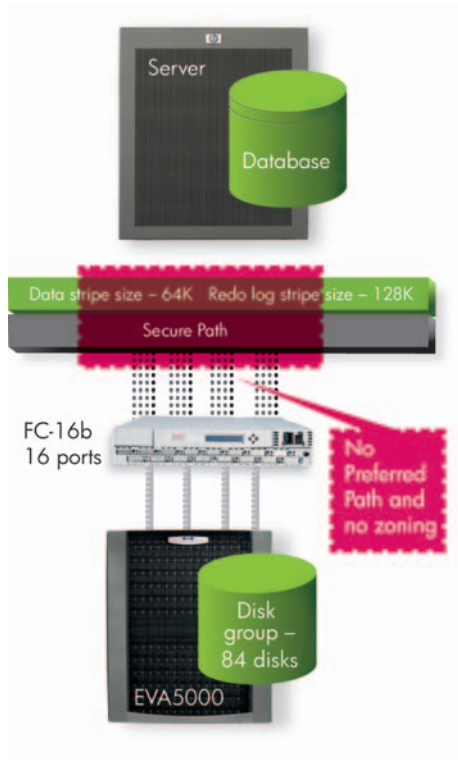 hp
Server
Database
Data stripe size – 64K Redo log stripe size – 128K
Secure Path
FC-16b
16 ports
No
Preferred
Path and
no zoning
Disk
group –
84 disks
EVA5000